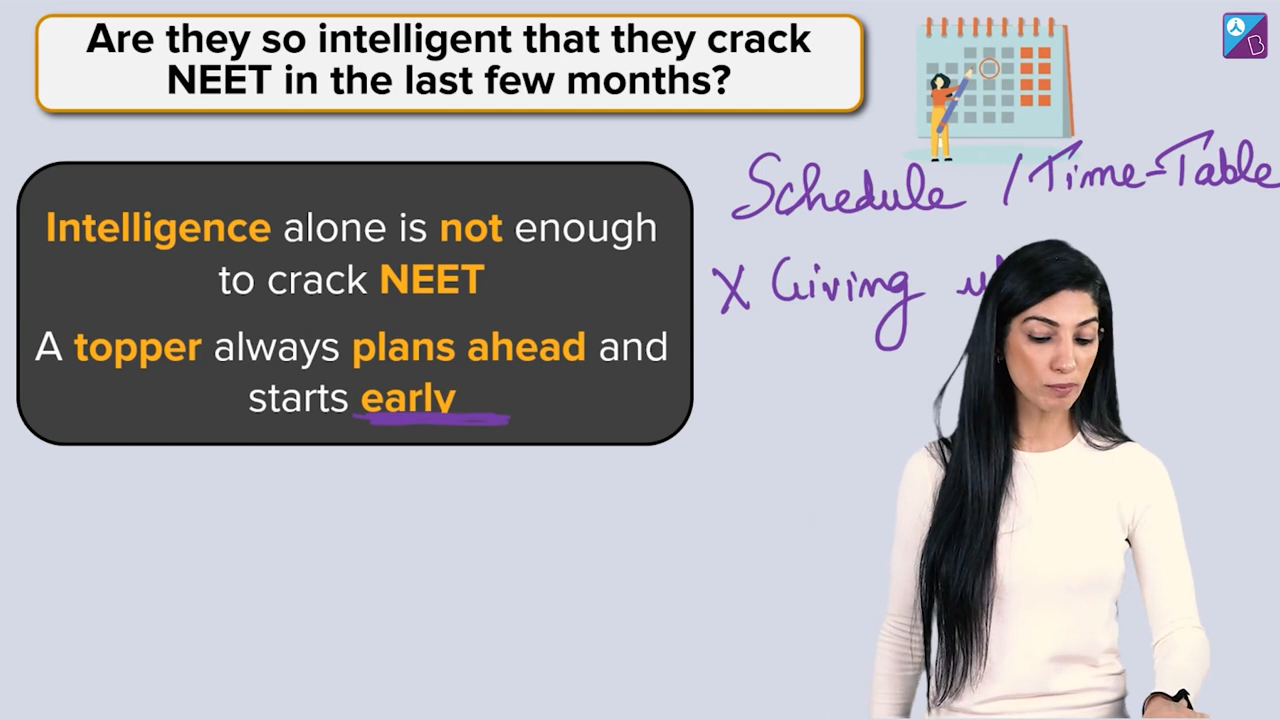 Are they so intelligent that they crack
NEET in the last few months?
Intelligence alone is not enough
to crack NEET
A topper always plans ahead and
starts early
Schedule / Time-Table
X Giving
B